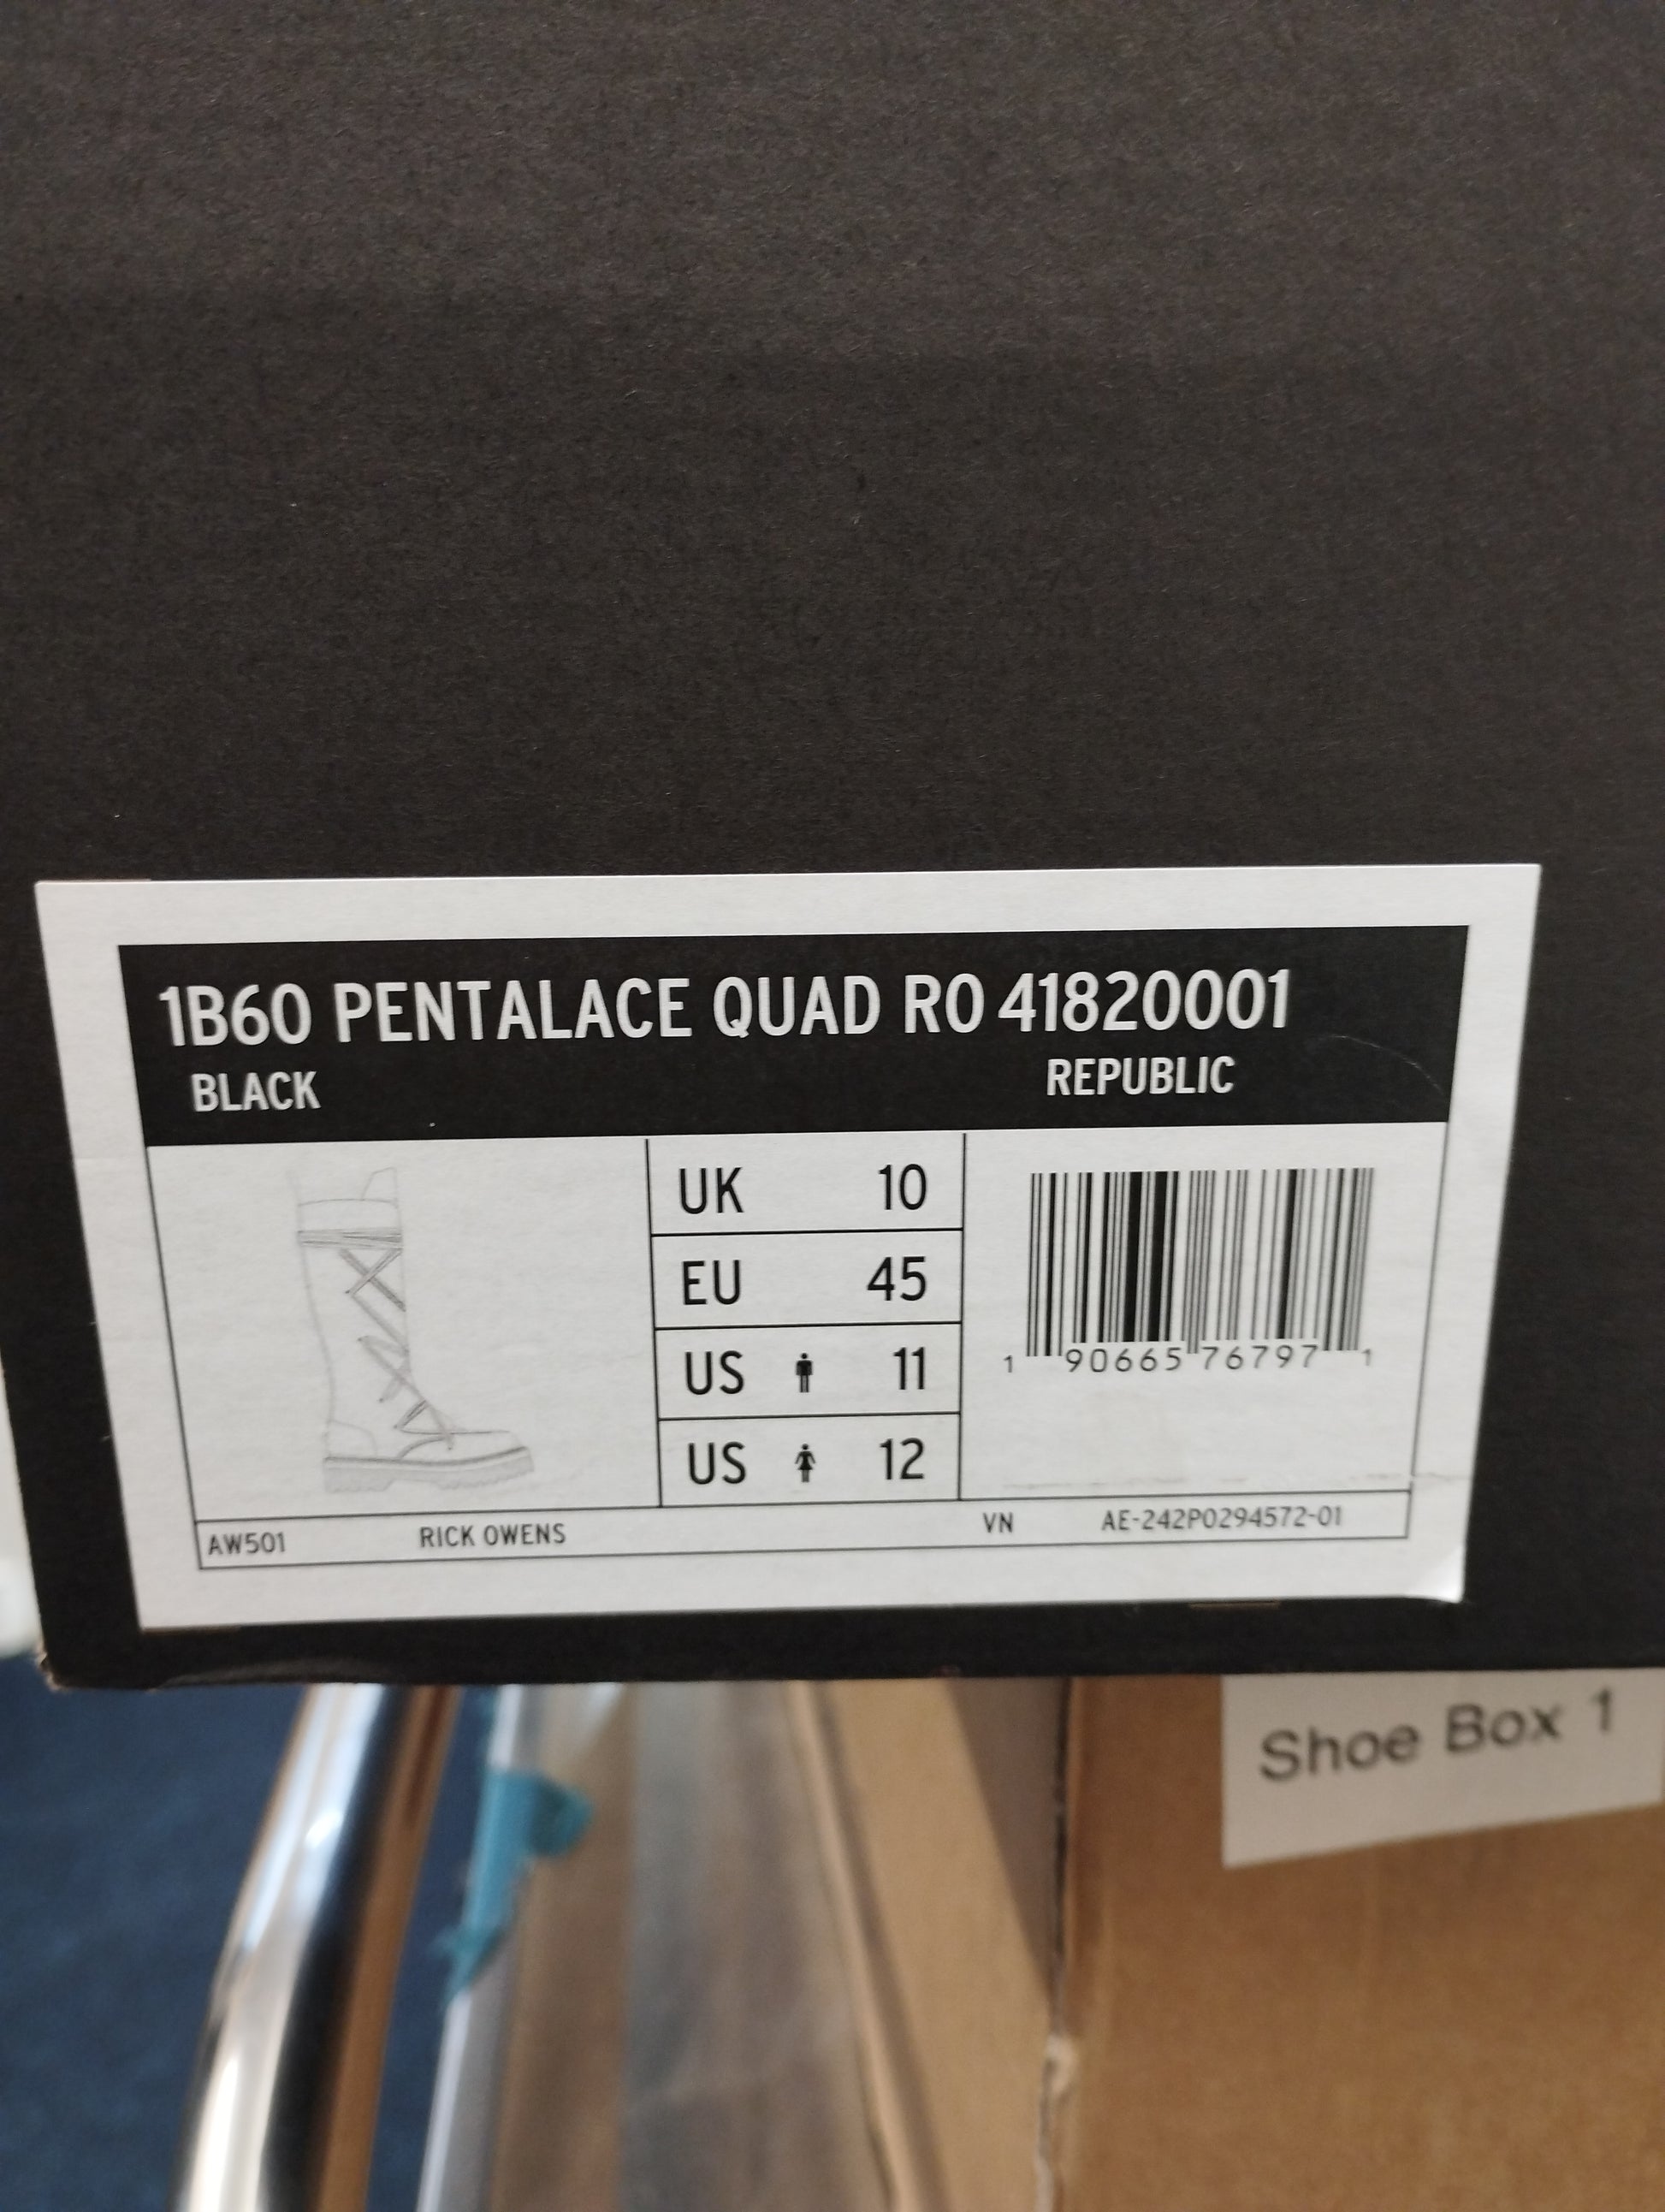 1B60 PENTALACE QUAD RO 41820001
BLACK REPUBLIC
UK 10
EU 45
US 11
US 12
1 90665 76797 1
AW501 RICK OWENS VN AE-242P0294572-01
Shoe Box 1